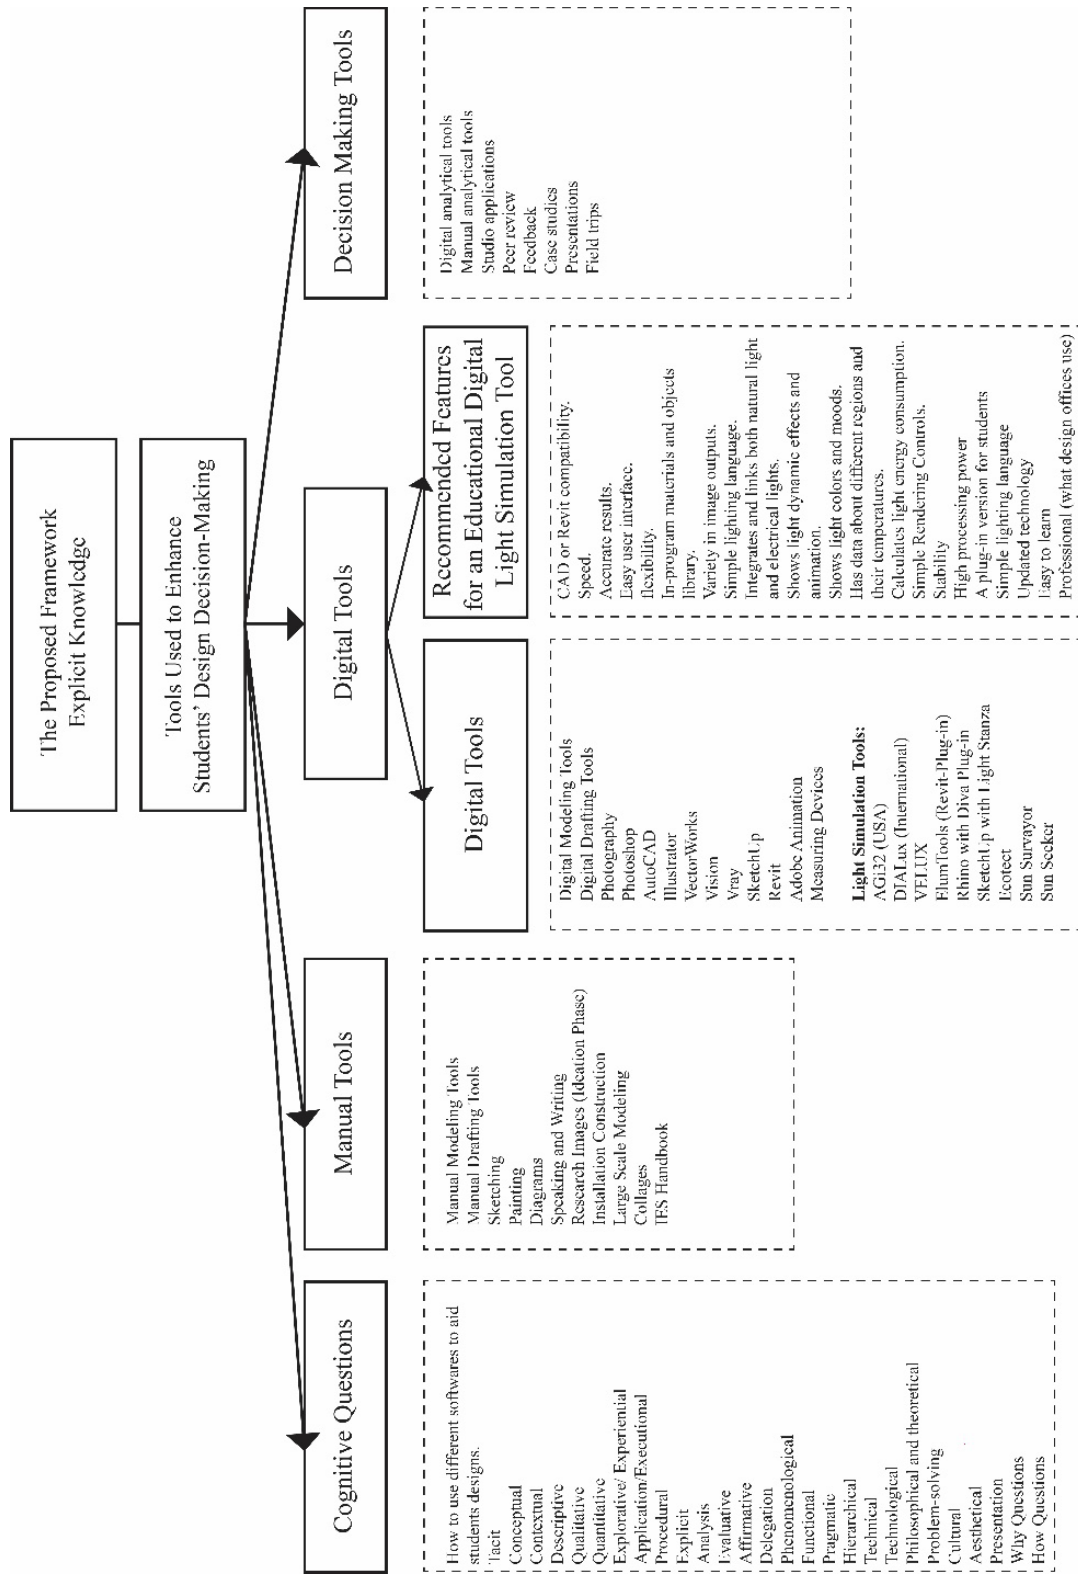 The Proposed Framework
Explicit Knowledge
Tools Used to Enhance
Students' Design Decision-Making
Cognitive Questions
How to use different softwares to aid
students designs.
Tacit
Conceptual
Contextual
Descriptive
Qualitative
Quantitative
Explorative/ Experiential
Application/Executional
Procedural
Explicit
Analysis
Evaluative
Affirmative
Delegation
Phenomenological
Functional
Pragmatic
Hierarchical
Technical
Technological
Philosophical and theoretical
Problem-solving
Cultural
Aesthetical
Presentation
Why Questions
How Questions
Manual Tools
Manual Modeling Tools
Manual Drafting Tools
Sketching
Painting
Diagrams
Speaking and Writing
Research Images (Ideation Phase)
Installation Construction
Large Scale Modeling
Collages
IES Handbook
Digital Tools
Digital Tools
Digital Modeling Tools
Digital Drafting Tools
Photography
Photoshop
AutoCAD
Illustrator
VectorWorks
Vision
Vray
SketchUp
Revit
Adobe Animation
Measuring Devices
Light Simulation Tools:
AGi32 (USA)
DIALux (International)
VELUX
ElumTools (Revit-Plug-in)
Rhino with Diva Plug-in
SketchUp with Light Stanza
Ecotect
Sun Survayor
Sun Seeker
Recommended Features
for an Educational Digital
Light Simulation Tool
CAD or Revit compatibility.
Speed.
Accurate results.
Easy user interface.
flexibility.
In-program materials and objects
library.
Variety in image outputs.
Simple lighting language.
Integrates and links both natural light
and electrical lights.
Shows light dynamic effects and
animation.
Shows light colors and moods.
Has data about different regions and
their temperatures.
Calculates light energy consumption.
Simple Rendering Controls.
Stability
High processing power
A plug-in version for students
Simple lighting language
Updated technology
Easy to learn
Professional (what design offices use)
Decision Making Tools
Digital analytical tools
Manual analytical tools
Studio applications
Peer review
Feedback
Case studies
Presentations
Field trips